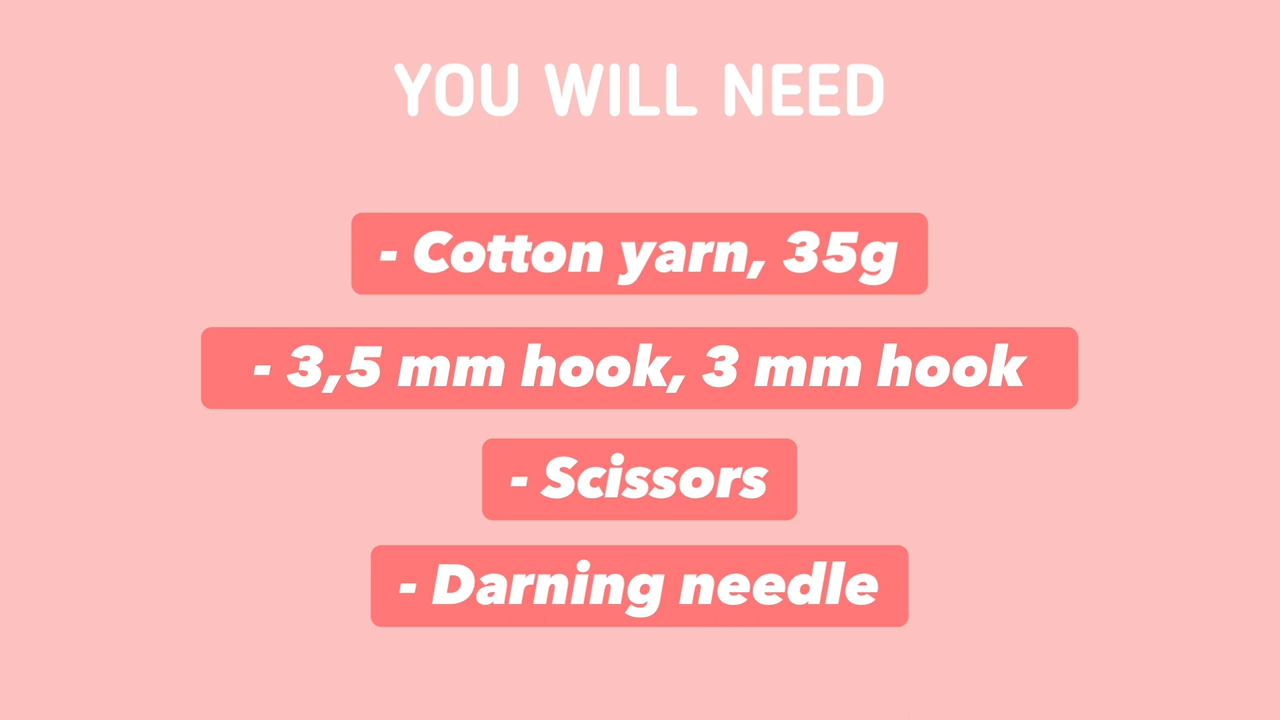 YOU WILL NEED
- Cotton yarn, 35g
- 3,5 mm hook, 3 mm hook
- Scissors
- Darning needle